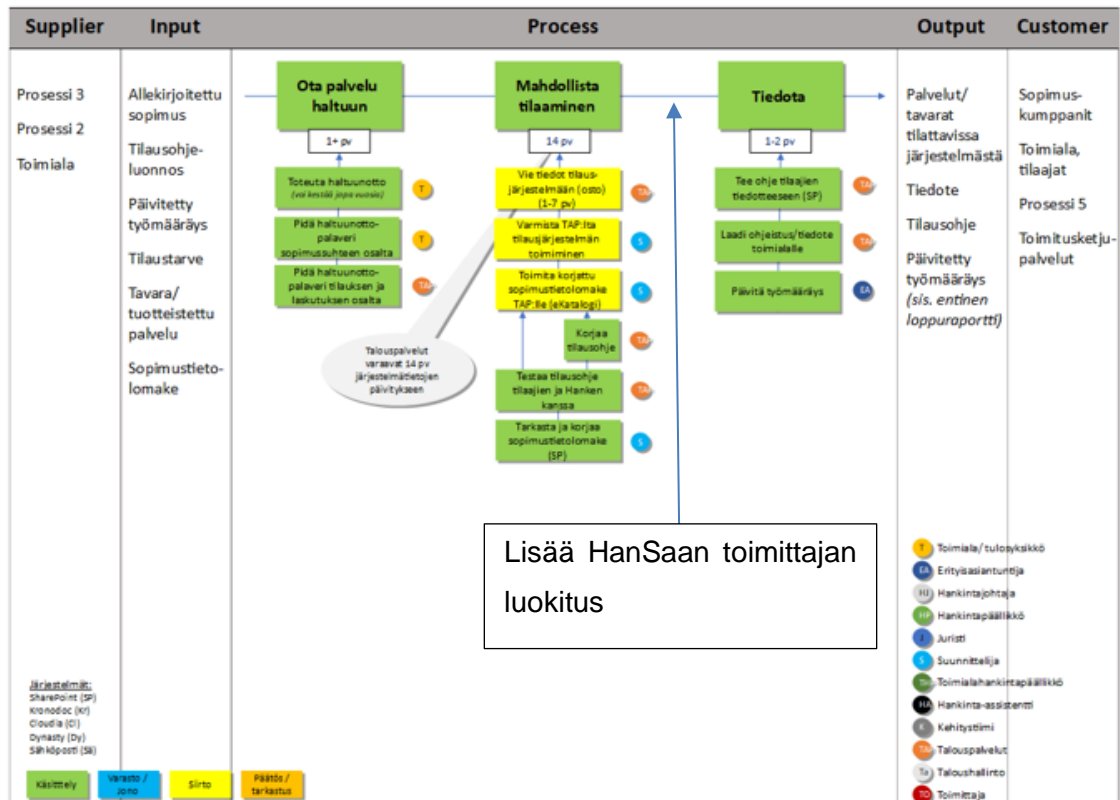 Supplier
Input
Process
Output
Customer
Prosessi 3
Prosessi 2
Toimiala
Allekirjoitettu
sopimus
Tilausohje-
luonnos
Päivitetty
työmääräys
Tilaustarve
Tavara/
tuotteistettu
palvelu
Sopimustieto-
lomake
Ota palvelu
haltuun
1+ pv
Toteuta haltuunotto
(voi kestää jopa vuosia)
T
Pidä haltuunotto-
palaveri
sopimussuhteen osalta
T
Pidä haltuunotto-
palaveri tilauksen ja
laskutuksen osalta
TAP
Mahdollista
tilaaminen
14 pv
Vie tiedot tilaus-
järjestelmään (osto)
(1-7 pv)
TAP
Varmista TAP:lta
tilausjärjestelmän
toimiminen
S
Toimita korjattu
sopimustietolomake
TAP:lle (eKatalogi)
S
Korjaa
tilausohje
TAP
Testaa tilausohje
tilaajien ja Hanken
kanssa
TAP
Tarkasta ja korjaa
sopimustietolomake
(SP)
S
Talouspalvelut
varaavat 14 pv
järjestelmätietojen
päivitykseen
Tiedota
1-2 pv
Tee ohje tilaajien
tiedotteeseen (SP)
TAP
Laadi ohjeistus/tiedote
toimialalle
TAP
Päivitä työmääräys
EA
Palvelut/
tavarat
tilattavissa
järjestelmästä
Tiedote
Tilausohje
Päivitetty
työmääräys
(sis. entinen
loppuraportti)
Sopimus-
kumppanit
Toimiala,
tilaajat
Prosessi 5
Toimitusketju-
palvelut
Lisää HanSaan toimittajan
luokitus
T Toimiala/ tulosyksikkö
EA Erityisasiantuntija
HJ Hankintajohtaja
HP Hankintapäällikkö
J Juristi
S Suunnittelija
TH Toimialahankintapäällikkö
HA Hankinta-assistentti
K Kehitystiimi
TAP Talouspalvelut
Ta Taloushallinto
TO Toimittaja
Järjestelmät:
SharePoint (SP)
Kronodoc (Kr)
Cloudia (Cl)
Dynasty (Dy)
Sähköposti (Sä)
Käsittely
Varasto /
Jono
Siirto
Päätös /
tarkastus